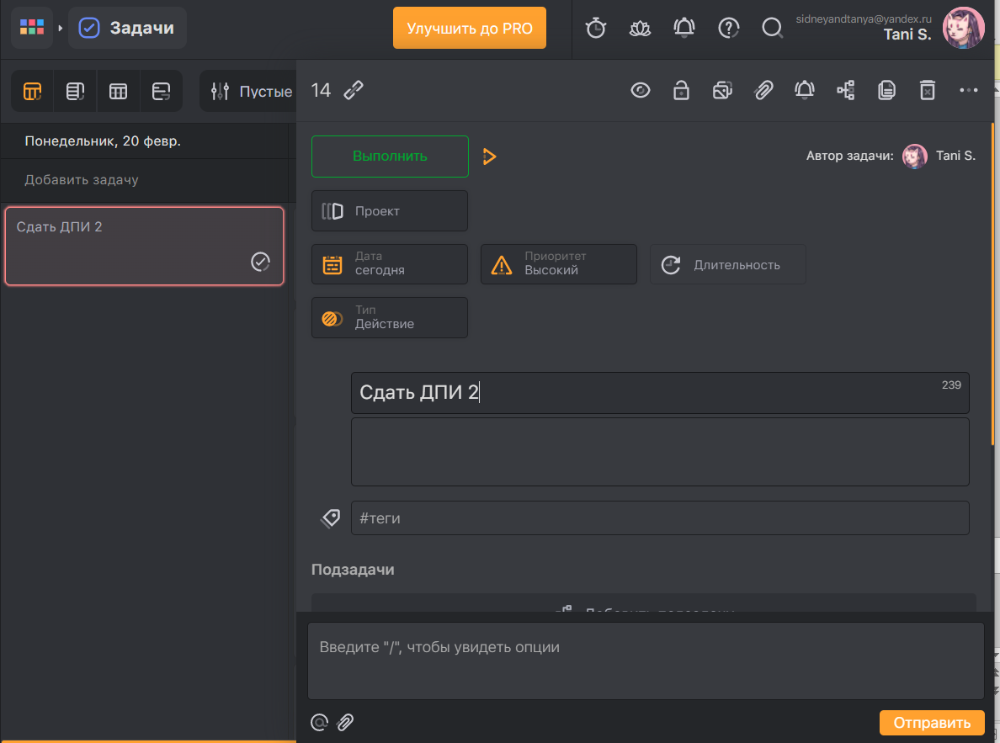 Задачи
Улучшить до PRO
sidneyandtanya@yandex.ru
Tani S.
Пустые
14
Понедельник, 20 февр.
Добавить задачу
Сдать ДПИ 2
Выполнить
Автор задачи:
Tani S.
Проект
Дата
сегодня
Приоритет
Высокий
Длительность
Тип
Действие
Сдать ДПИ 2
239
#теги
Подзадачи
Введите "/", чтобы увидеть опции
Отправить